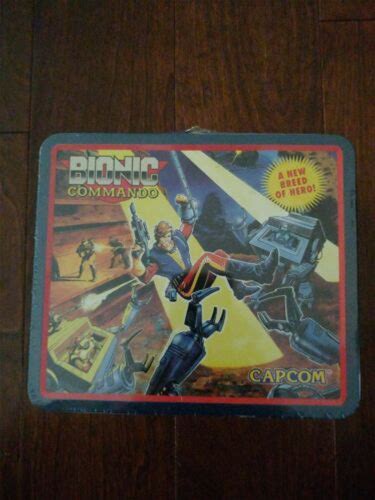 BIONIC
COMMANDO
A NEW
BREED
OF HERO!
CAPCOM